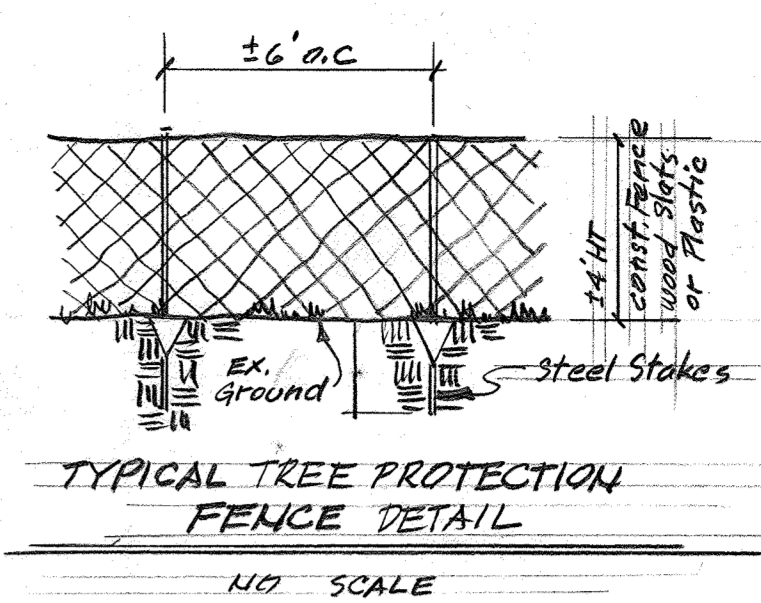 ±6' O.C
±4' HT
const. Fence
wood Slats
or Plastic
EX.
Ground
Steel Stakes
TYPICAL TREE PROTECTION
FENCE DETAIL
NO SCALE